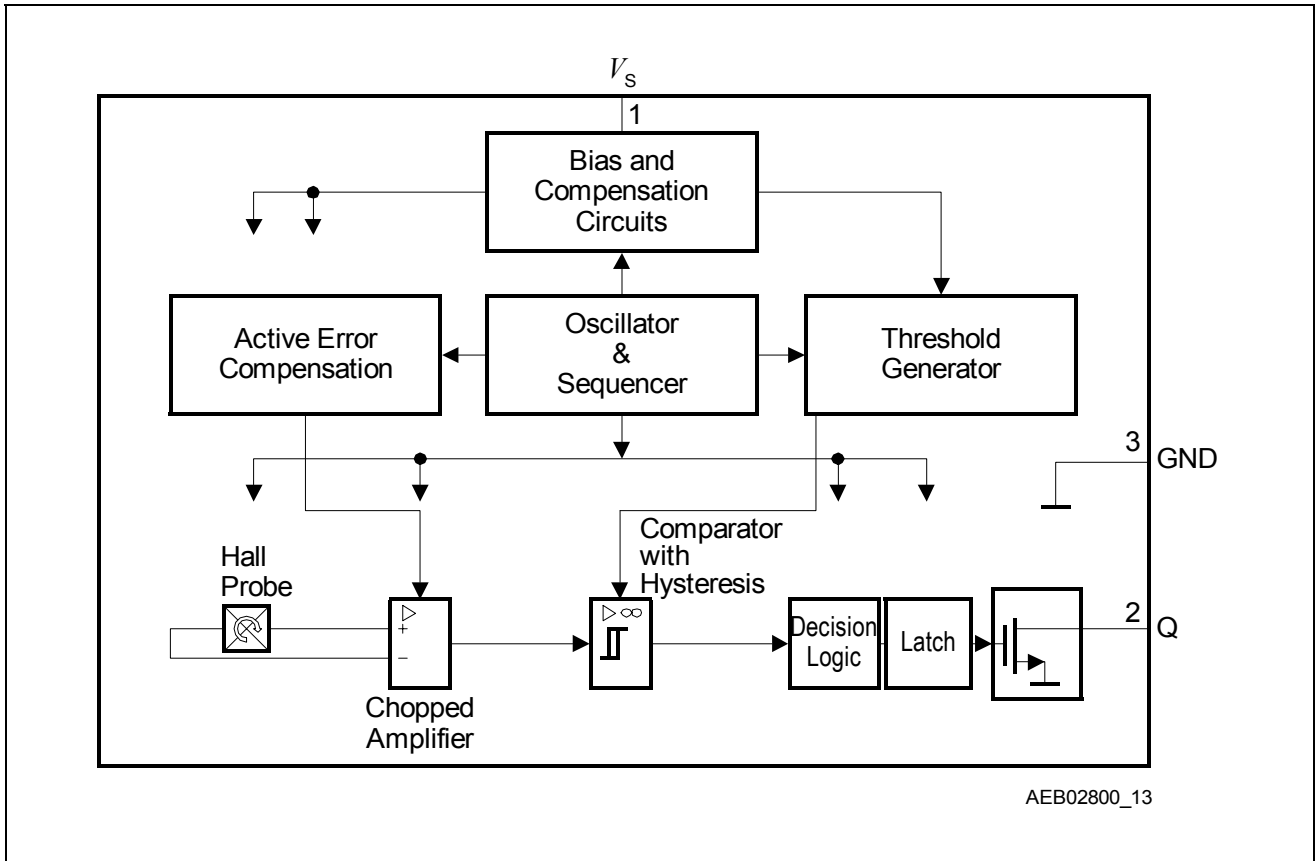 VS
1
Bias and
Compensation
Circuits
Active Error
Compensation
Oscillator
&
Sequencer
Threshold
Generator
3
GND
Hall
Probe
Comparator
with
Hysteresis
▷
+
−
▷ ∞
Decision
Logic
Latch
2
Q
Chopped
Amplifier
AEB02800_13